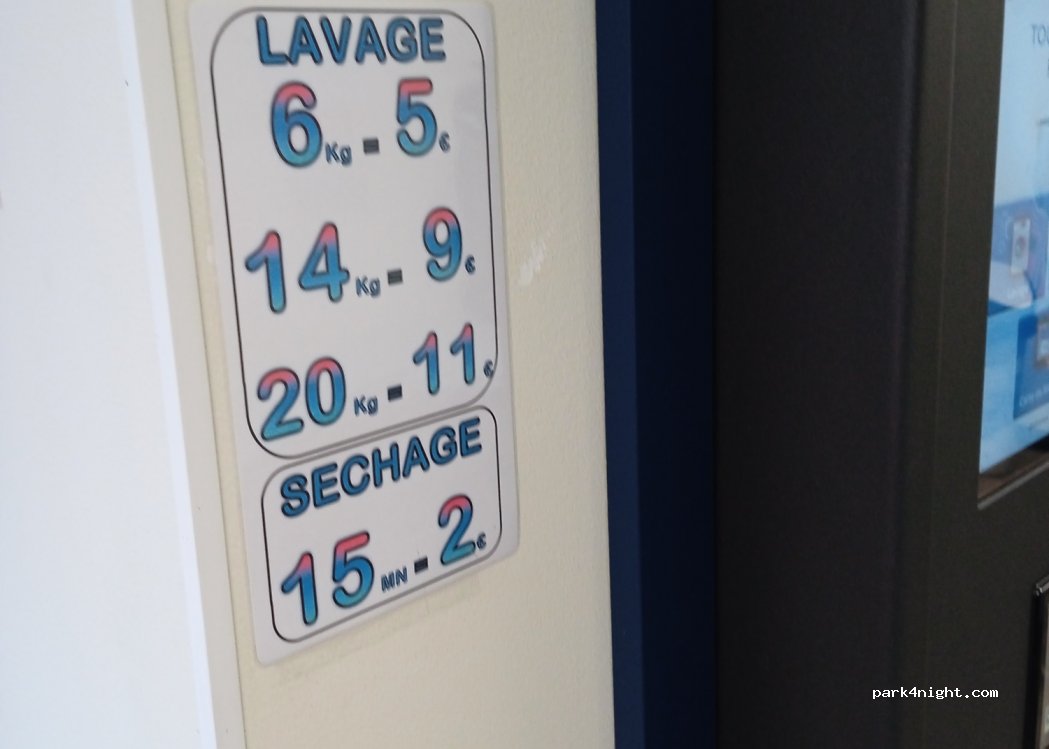 LAVAGE
6Kg = 5€
14Kg = 9€
20Kg = 11€
SECHAGE
15MN = 2€
park4night.com